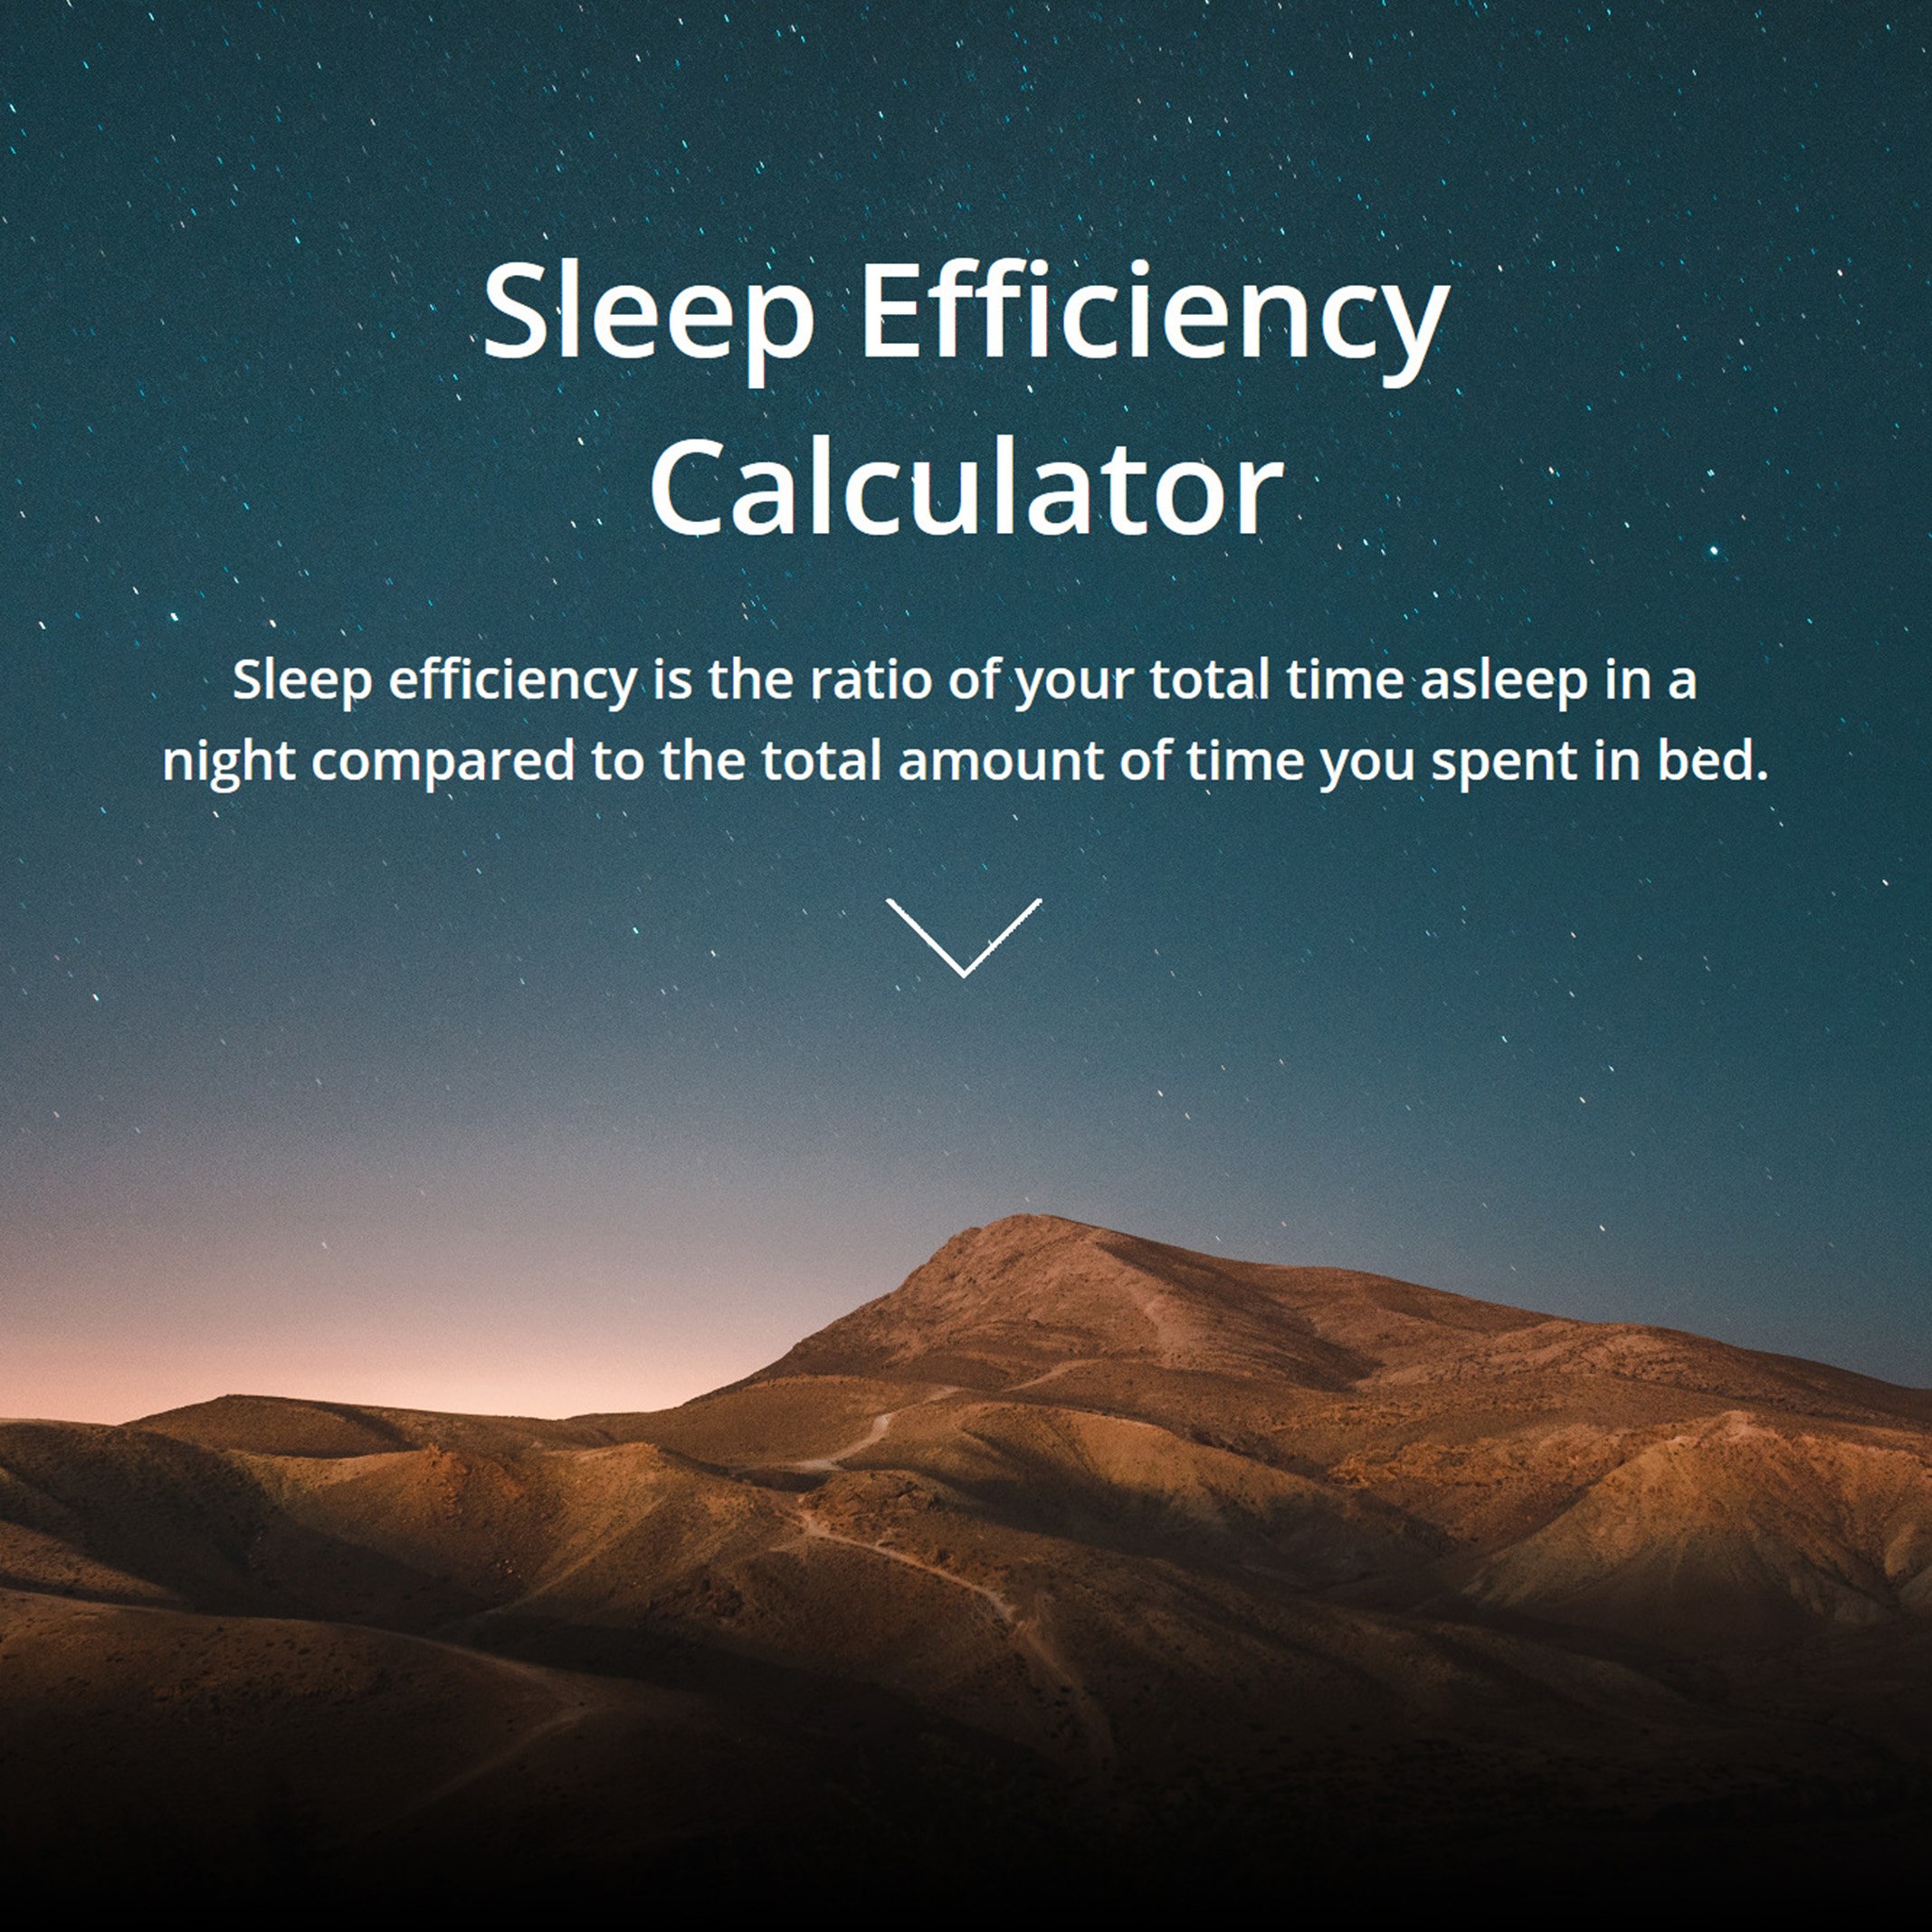 Sleep Efficiency
Calculator
Sleep efficiency is the ratio of your total time asleep in a
night compared to the total amount of time you spent in bed.